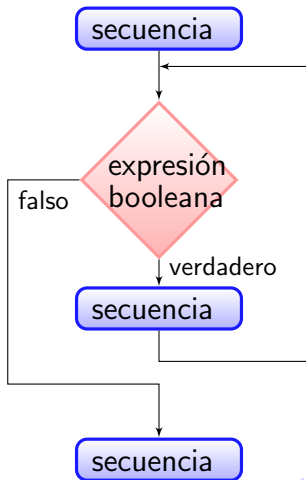 secuencia
expresión
booleana
falso
verdadero
secuencia
secuencia